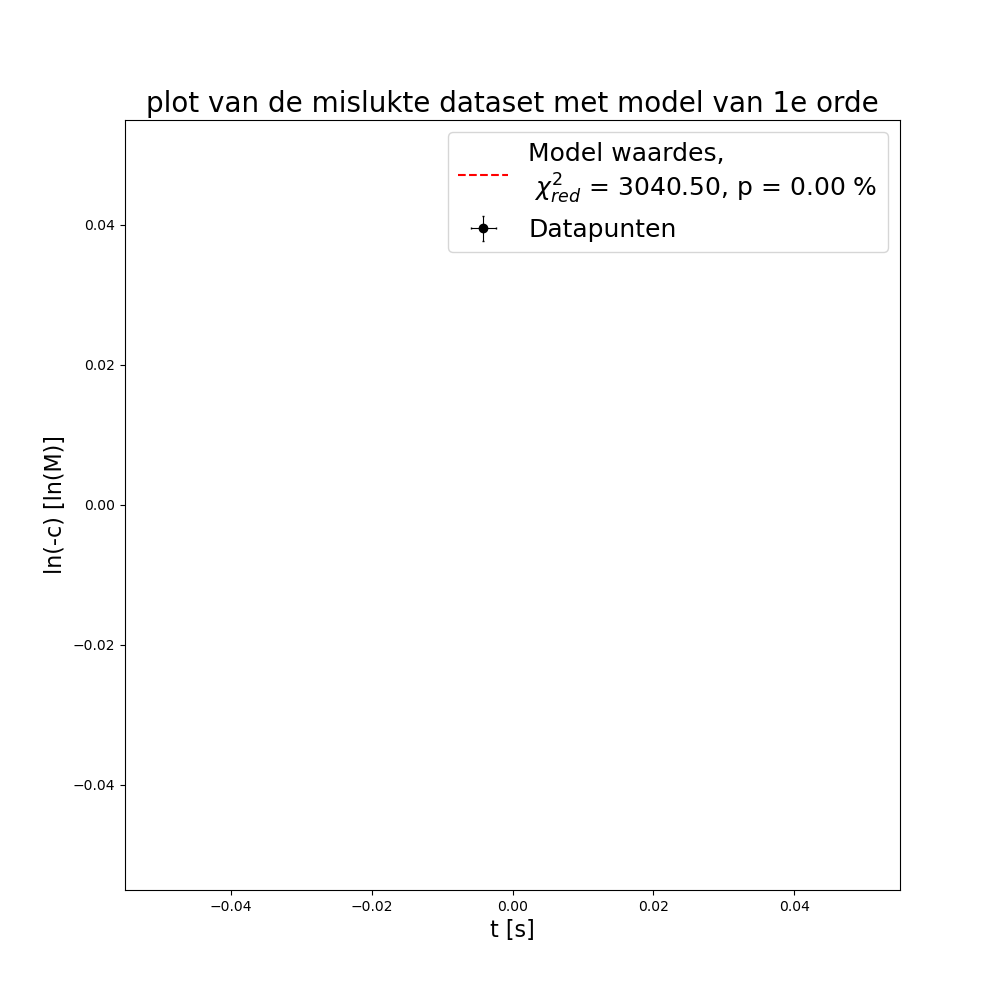 plot van de mislukte dataset met model van 1e orde
Model waardes,
χ²red = 3040.50, p = 0.00 %
Datapunten
0.04
0.02
0.00
−0.02
−0.04
ln(-c) [ln(M)]
−0.04
−0.02
0.00
0.02
0.04
t [s]